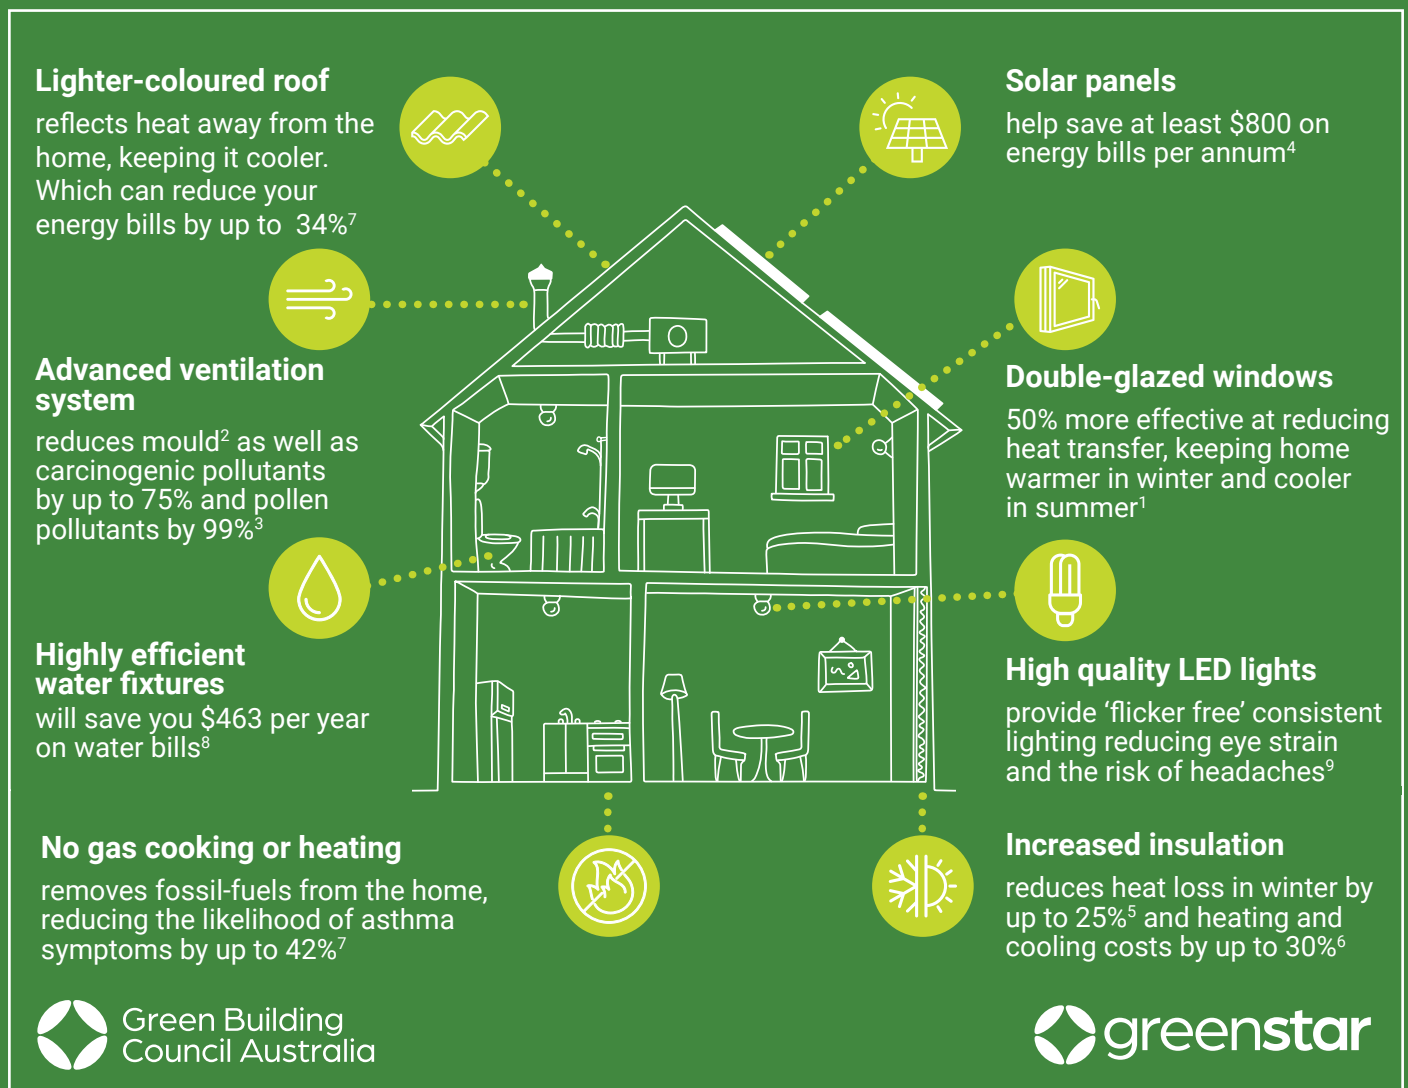 Lighter-coloured roof
reflects heat away from the
home, keeping it cooler.
Which can reduce your
energy bills by up to 34%⁷
Advanced ventilation
system
reduces mould² as well as
carcinogenic pollutants
by up to 75% and pollen
pollutants by 99%³
Highly efficient
water fixtures
will save you $463 per year
on water bills⁸
No gas cooking or heating
removes fossil-fuels from the home,
reducing the likelihood of asthma
symptoms by up to 42%⁷
Solar panels
help save at least $800 on
energy bills per annum⁴
Double-glazed windows
50% more effective at reducing
heat transfer, keeping home
warmer in winter and cooler
in summer¹
High quality LED lights
provide ‘flicker free’ consistent
lighting reducing eye strain
and the risk of headaches⁹
Increased insulation
reduces heat loss in winter by
up to 25%⁵ and heating and
cooling costs by up to 30%⁶
Green Building
Council Australia
greenstar